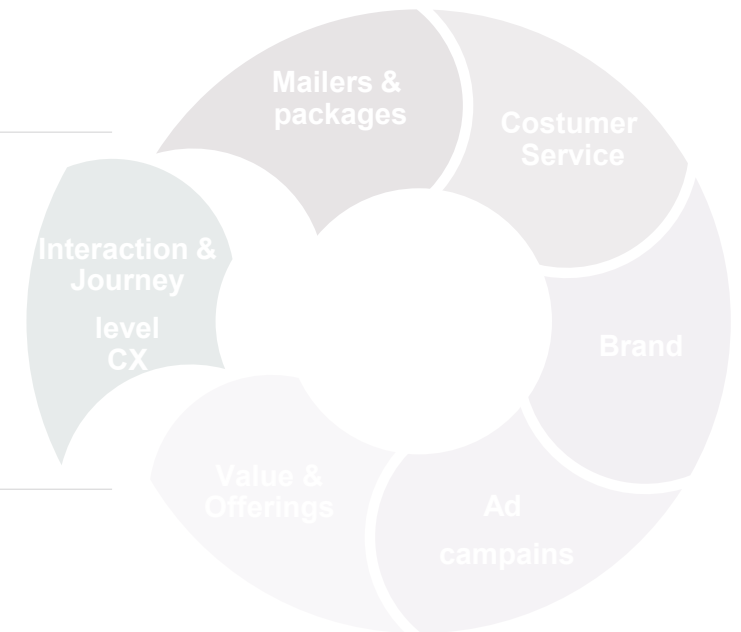 Mailers &
packages
Costumer
Service
Interaction &
Journey
level
CX
Brand
Value &
Offerings
Ad
campains